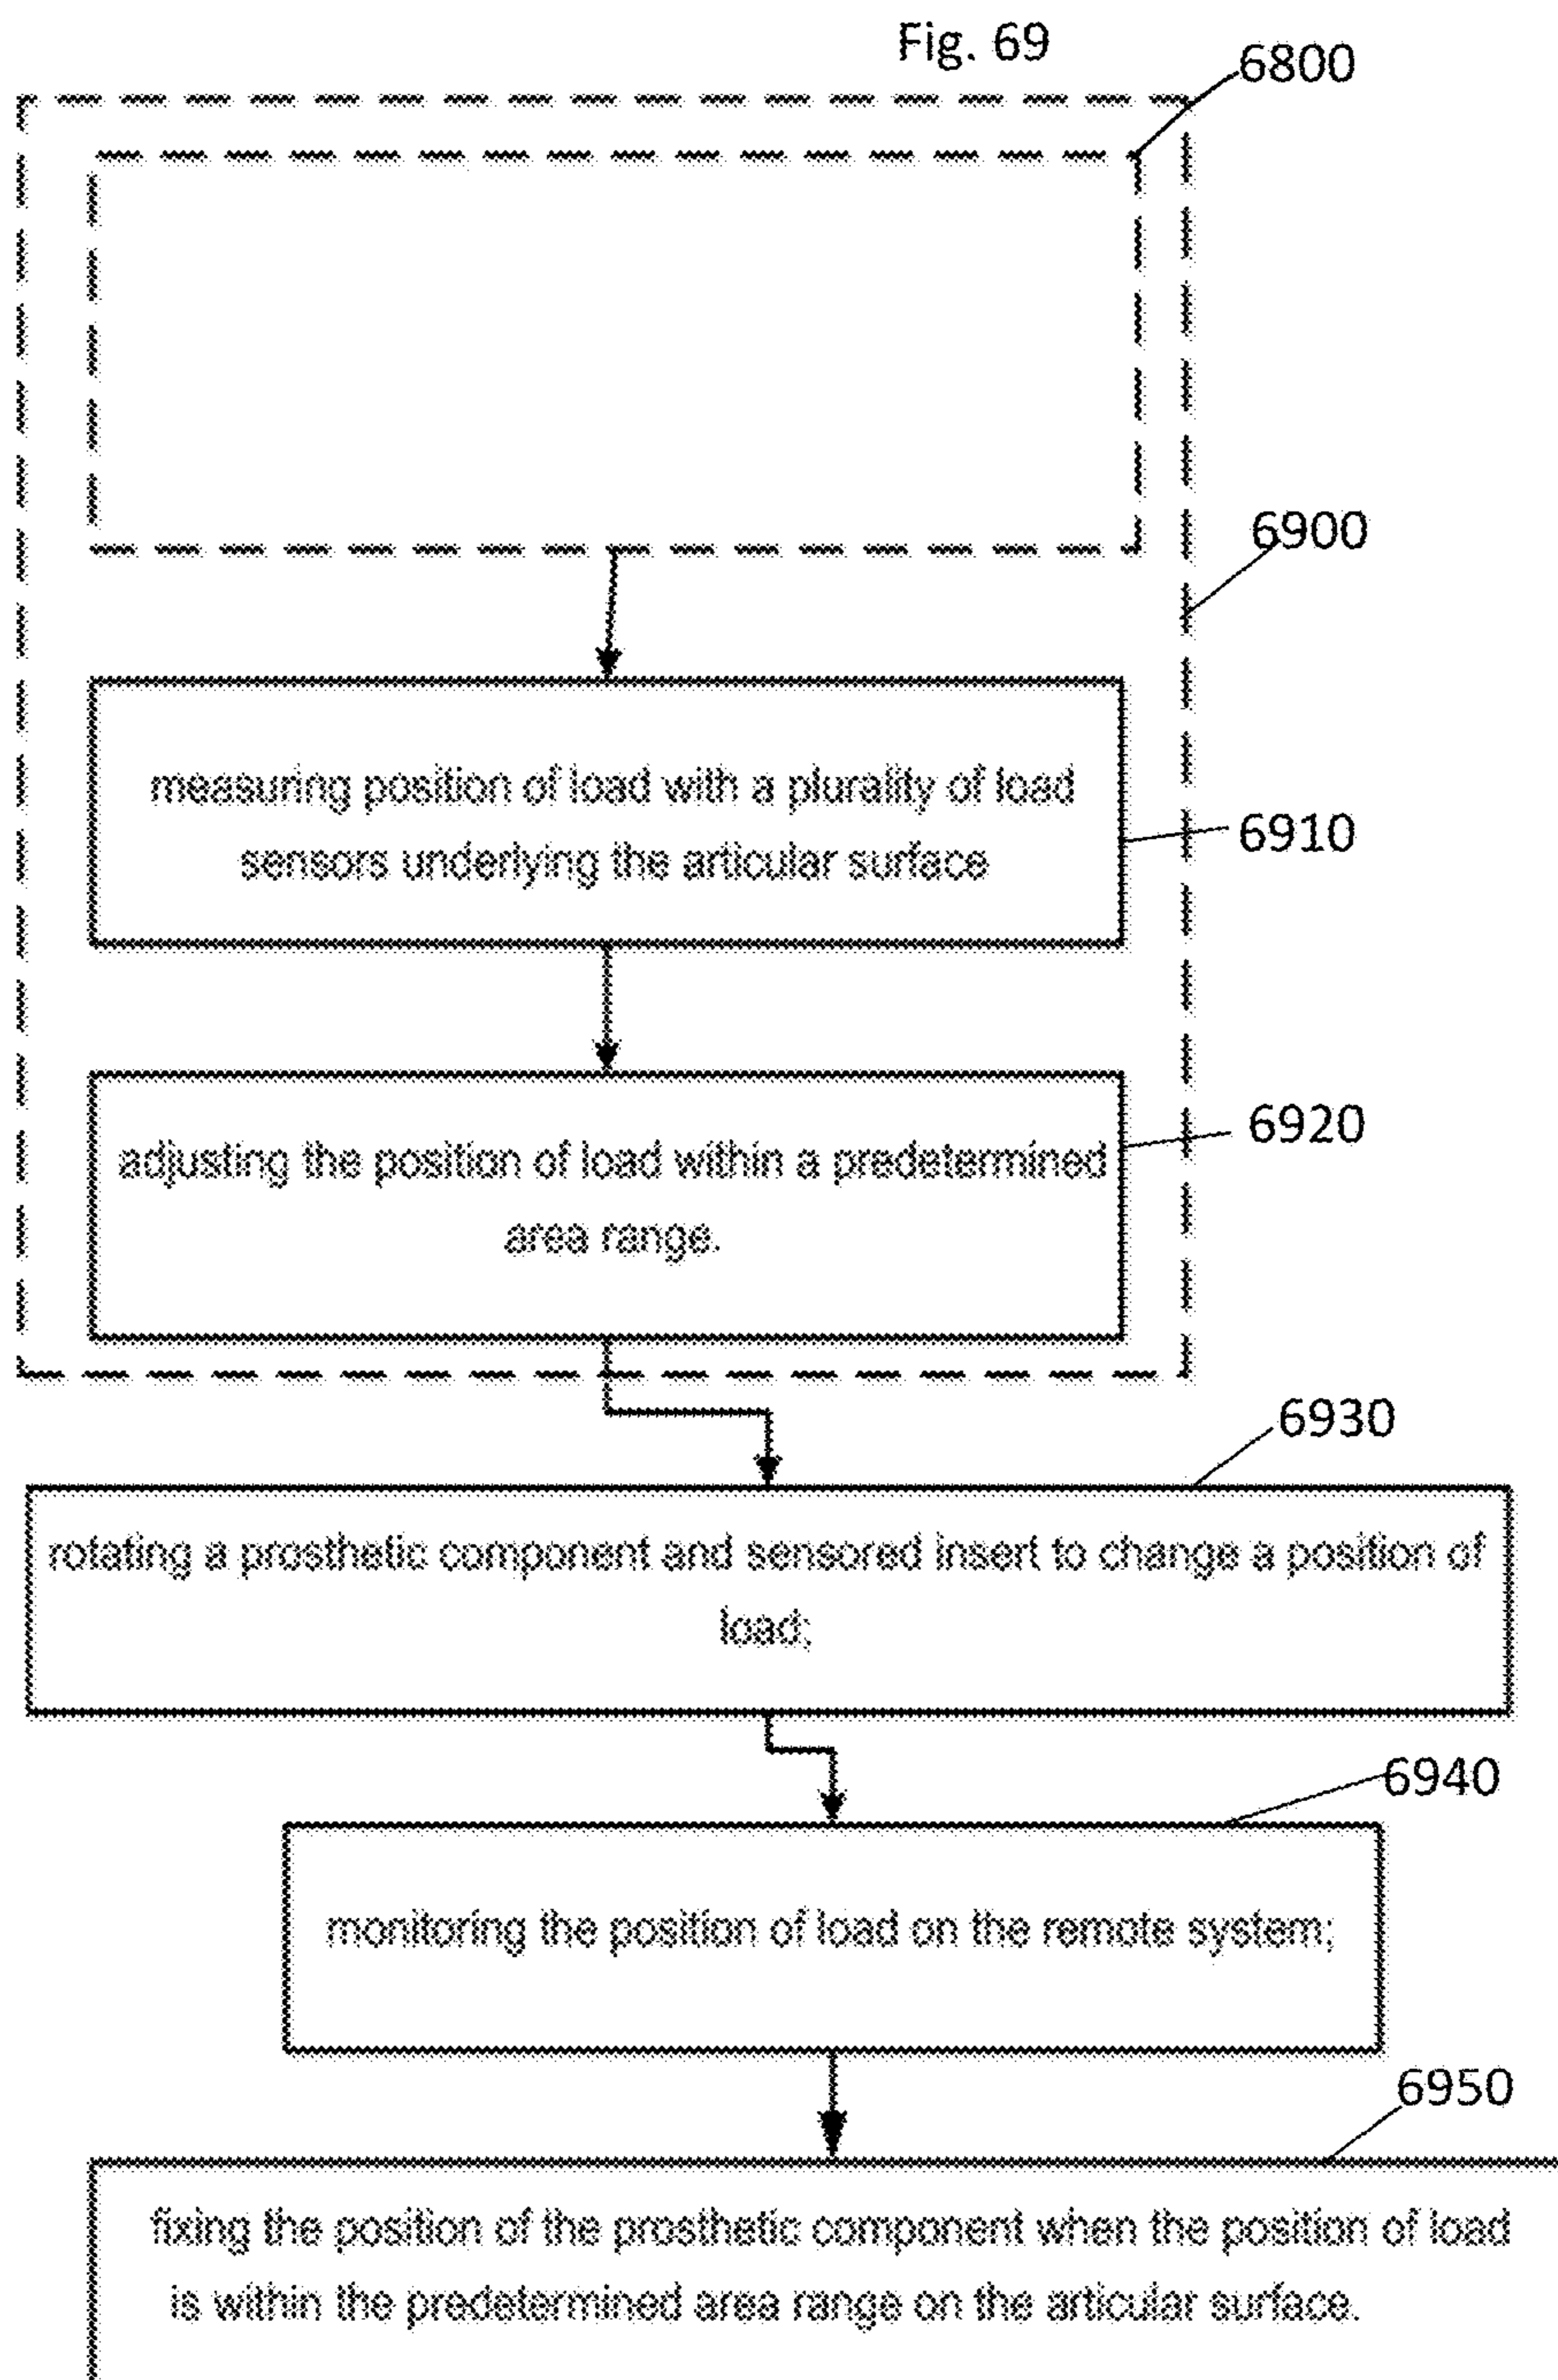 Fig. 69
6800
6900
measuring position of load with a plurality of load
sensors underlying the articular surface
6910
adjusting the position of load within a predetermined
area range.
6920
6930
rotating a prosthetic component and sensored insert to change a position of
load;
6940
monitoring the position of load on the remote system;
6950
fixing the position of the prosthetic component when the position of load
is within the predetermined area range on the articular surface.